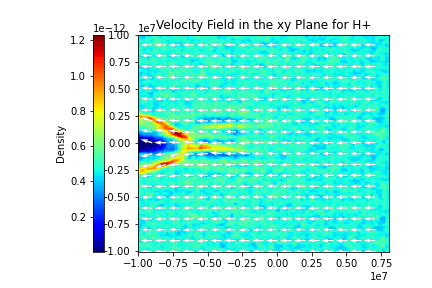 Velocity Field in the xy Plane for H+
1e−12
1e7
1.2
1.0
0.8
0.6
0.4
0.2
Density
1.00
0.75
0.50
0.25
0.00
−0.25
−0.50
−0.75
−1.00
−1.00 −0.75 −0.50 −0.25 0.00 0.25 0.50 0.75
1e7